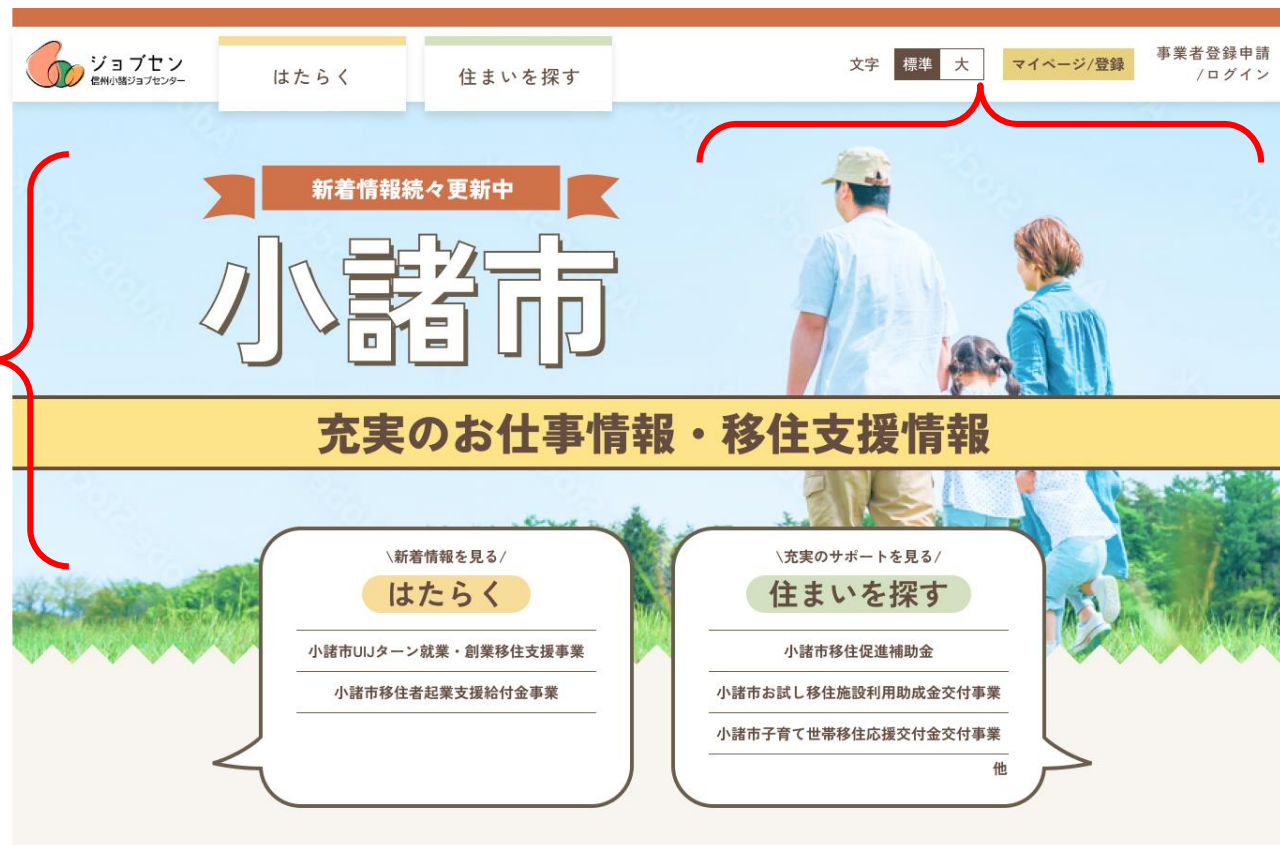 ジョブセン
信州小諸ジョブセンター
はたらく
住まいを探す
文字 標準 大
マイページ/登録
事業者登録申請
/ログイン
新着情報続々更新中
小諸市
充実のお仕事情報・移住支援情報
\新着情報を見る/
はたらく
小諸市UIJターン就業・創業移住支援事業
小諸市移住者起業支援給付金事業
\充実のサポートを見る/
住まいを探す
小諸市移住促進補助金
小諸市お試し移住施設利用助成金交付事業
小諸市子育て世帯移住応援交付金交付事業
他